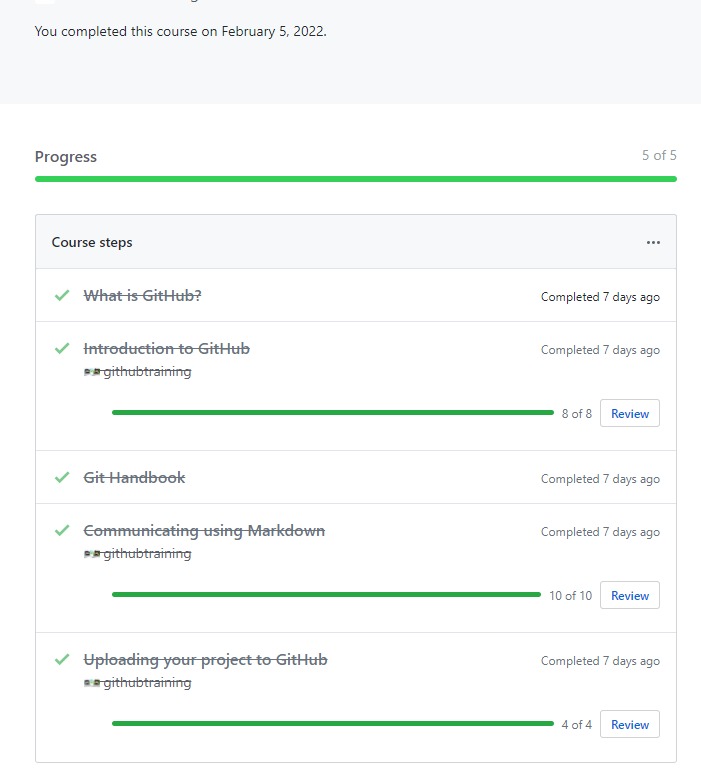 You completed this course on February 5, 2022.
Progress
5 of 5
Course steps
What is GitHub?
Completed 7 days ago
Introduction to GitHub
Completed 7 days ago
githubtraining
8 of 8
Review
Git Handbook
Completed 7 days ago
Communicating using Markdown
Completed 7 days ago
githubtraining
10 of 10
Review
Uploading your project to GitHub
Completed 7 days ago
githubtraining
4 of 4
Review